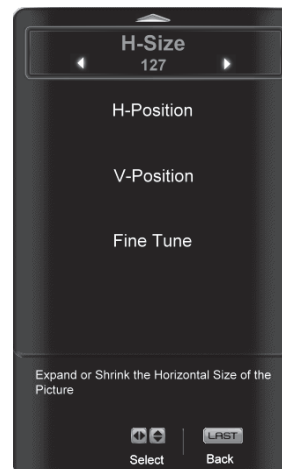 H-Size
127
H-Position
V-Position
Fine Tune
Expand or Shrink the Horizontal Size of the
Picture
LAST
Select
Back